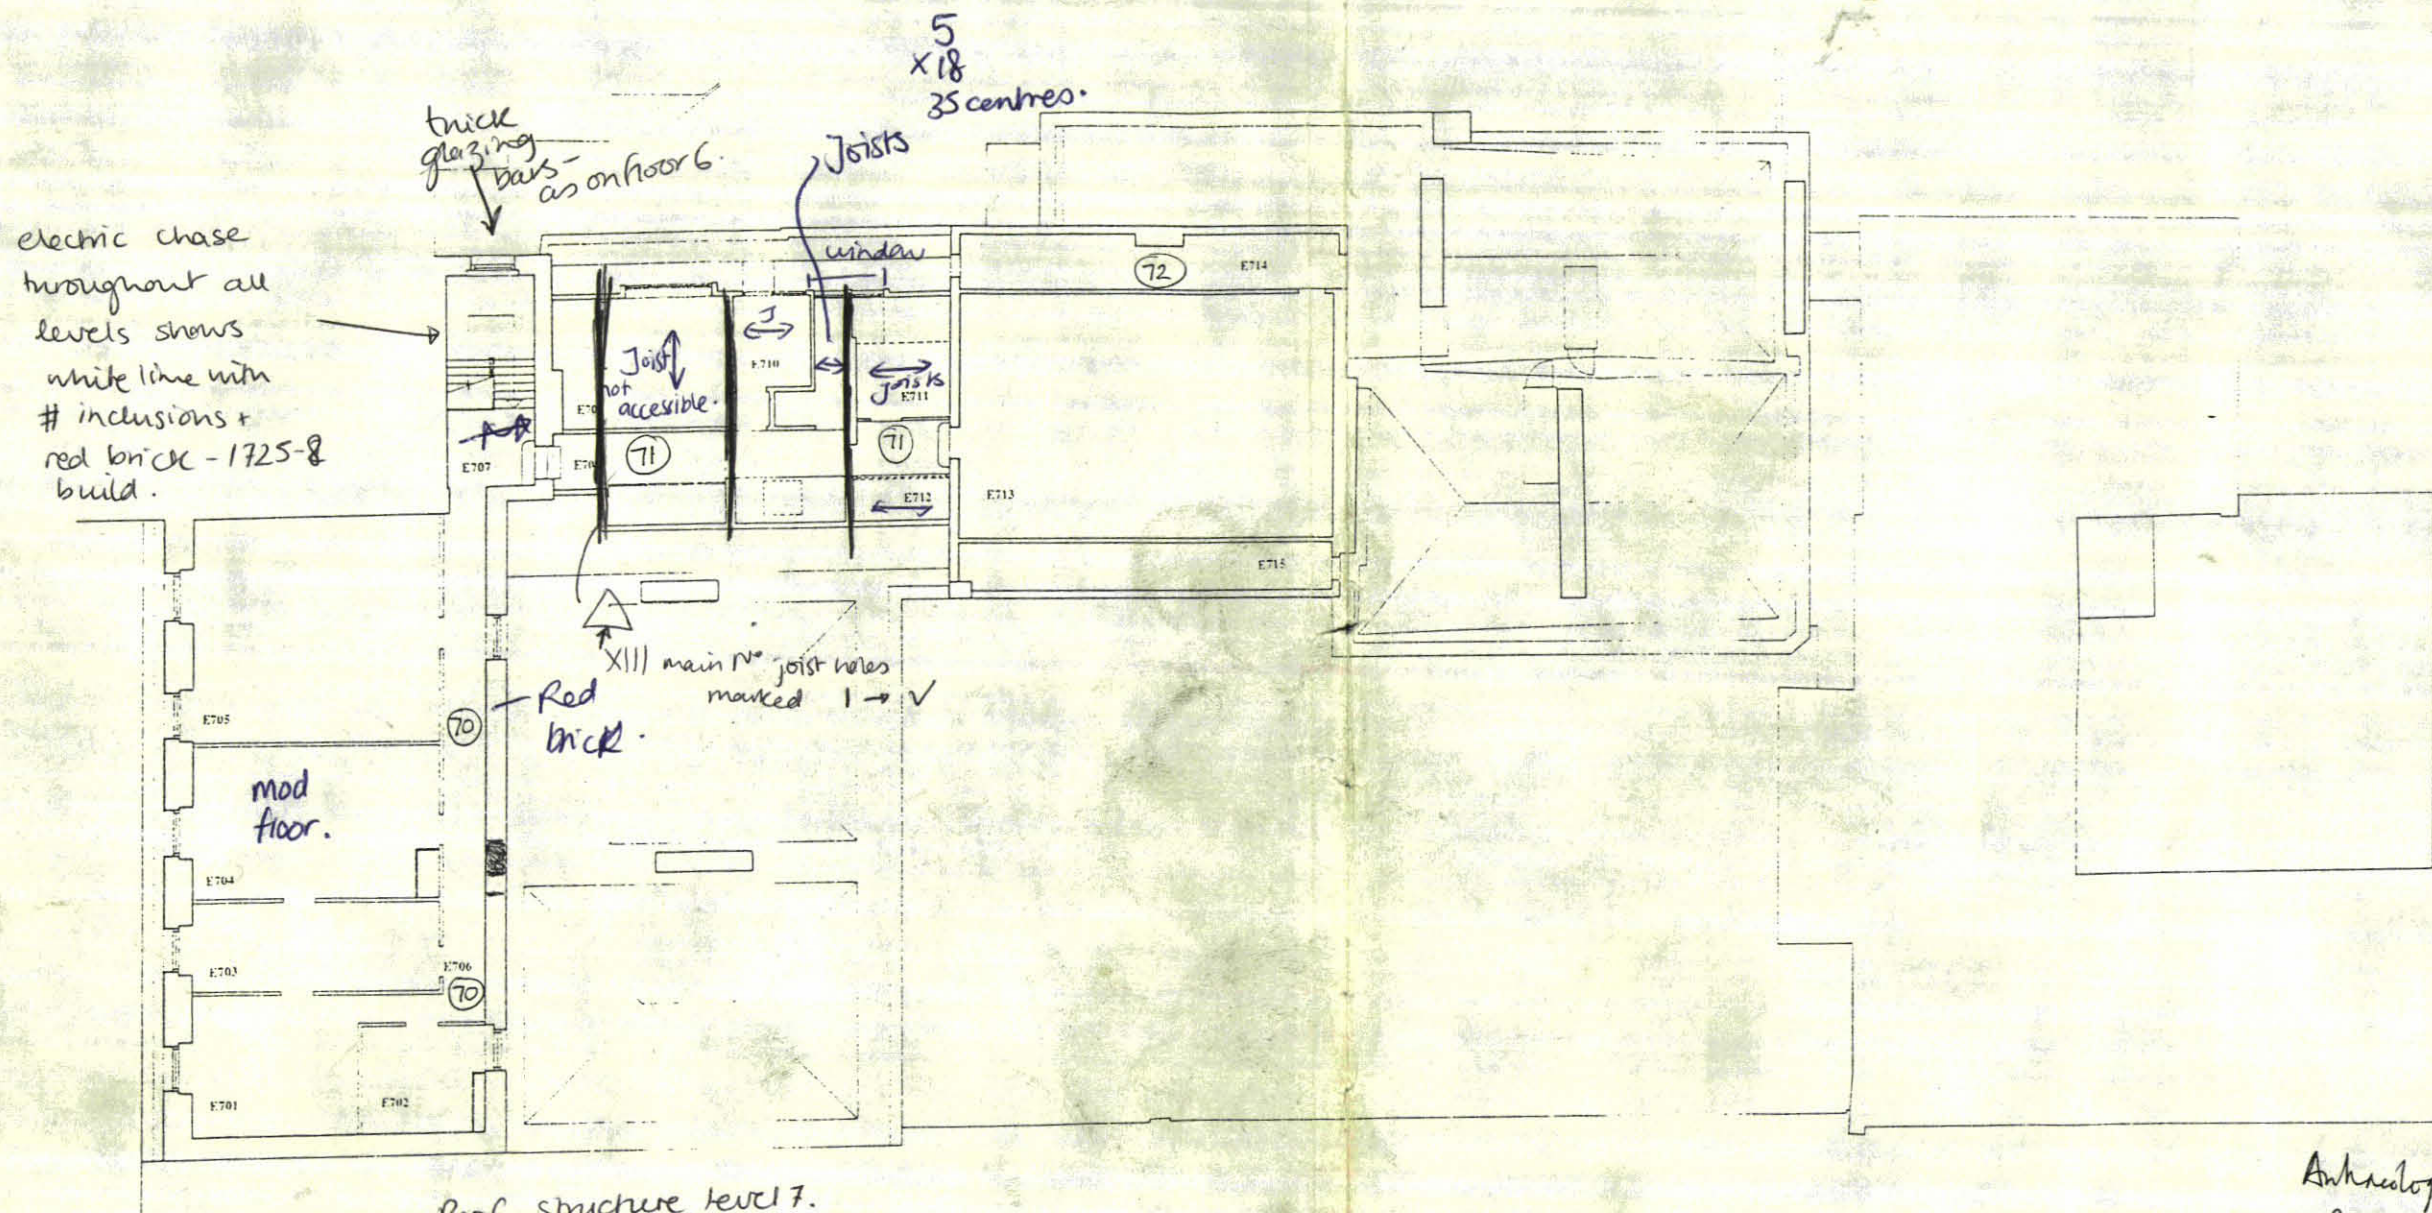 5
x 18
35 centres.
thick
glazing
bars -
as on floor 6.
Joists
electric chase
throughout all
levels shows
white lime with
# inclusions +
red brick - 1725-8
build.
window
72
E714
J
Joist
not
accessible.
E710
joists
E711
71
71
E707
E712
E713
E715
XIII main No joist holes
marked I → V
Red
brick.
E705
70
mod
floor.
E704
E703
E706
70
E701
E702
Roof structure level 7.